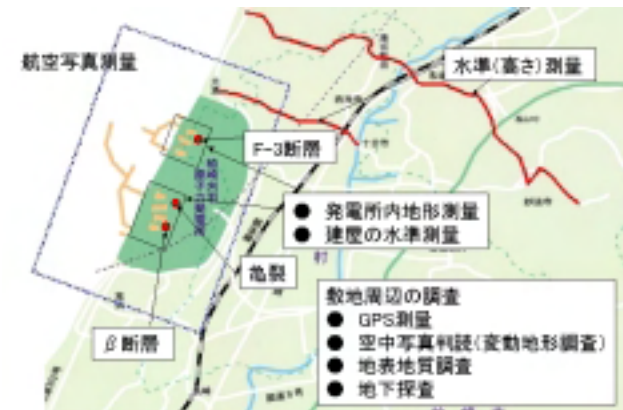 航空写真測量
水準(高さ)測量
F-3断層
● 発電所内地形測量
● 建屋の水準測量
亀裂
村
β断層
敷地周辺の調査
● GPS測量
● 空中写真判読(変動地形調査)
● 地表地質調査
● 地下探査